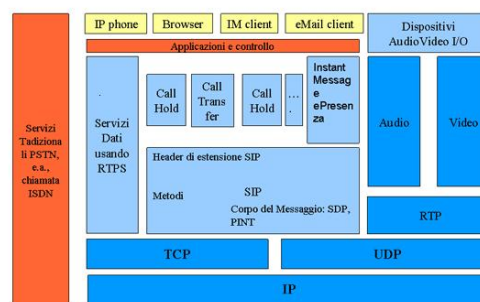 IP phone
Browser
IM client
eMail client
Applicazioni e controllo
Dispositivi
AudioVideo I/O
Servizi
Tadiziona
li PSTN,
e.a.,
chiamata
ISDN
.
Servizi
Dati
usando
RTPS
Call
Hold
Call
Transfer
fer
Call
Hold
...
.
Instant
Messag
e
ePresen
za
Audio
Video
Header di estensione SIP
Metodi
SIP
Corpo del Messaggio: SDP,
PINT
RTP
TCP
UDP
IP